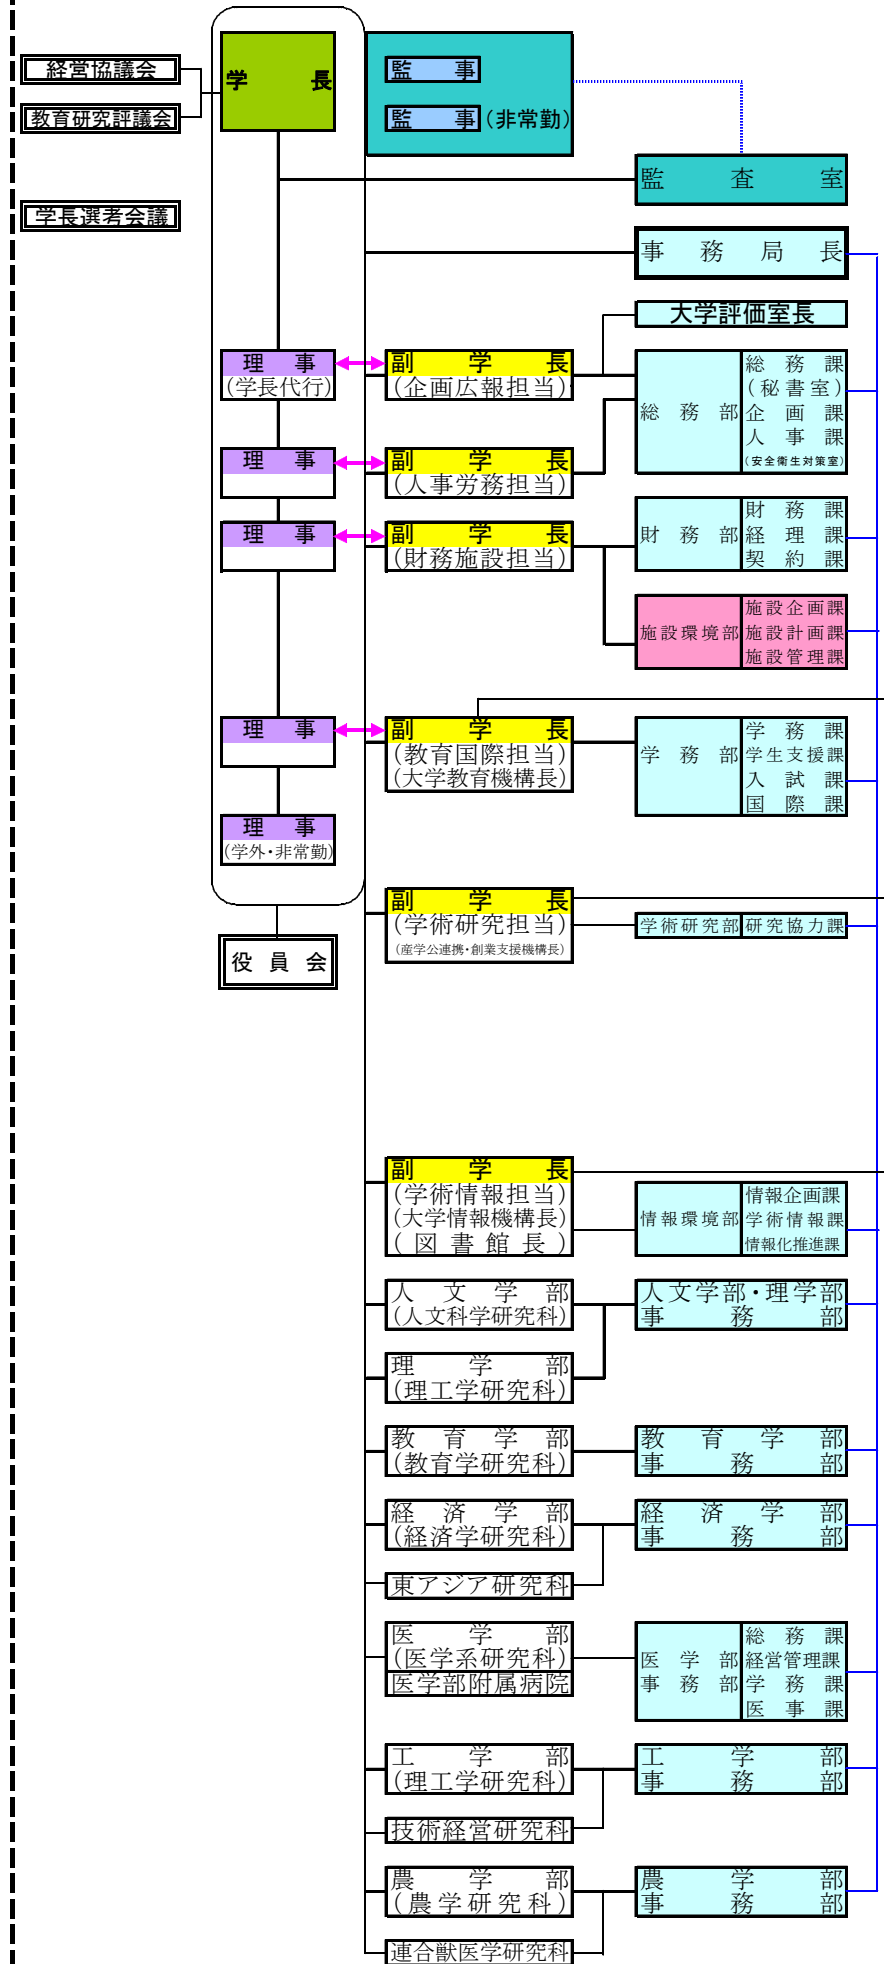 経営協議会
教育研究評議会
学長選考会議
学長
監事
監事(非常勤)
監査室
事務局長
大学評価室長
理事
(学長代行)
副学長
(企画広報担当)
総務部
総務課
(秘書室)
企画課
人事課
(安全衛生対策室)
理事
副学長
(人事労務担当)
理事
副学長
(財務施設担当)
財務部
財務課
経理課
契約課
施設環境部
施設企画課
施設計画課
施設管理課
理事
副学長
(教育国際担当)
(大学教育機構長)
学務部
学務課
学生支援課
入試課
国際課
理事
(学外・非常勤)
役員会
副学長
(学術研究担当)
(産学公連携・創業支援機構長)
学術研究部
研究協力課
副学長
(学術情報担当)
(大学情報機構長)
(図書館長)
情報環境部
情報企画課
学術情報課
情報化推進課
人文学部
(人文科学研究科)
人文学部・理学部
事務部
理学部
(理工学研究科)
教育学部
(教育学研究科)
教育学部
事務部
経済学部
(経済学研究科)
経済学部
事務部
東アジア研究科
医学部
(医学系研究科)
医学部附属病院
医学部
事務部
総務課
経営管理課
学務課
医事課
工学部
(理工学研究科)
工学部
事務部
技術経営研究科
農学部
(農学研究科)
農学部
事務部
連合獣医学研究科